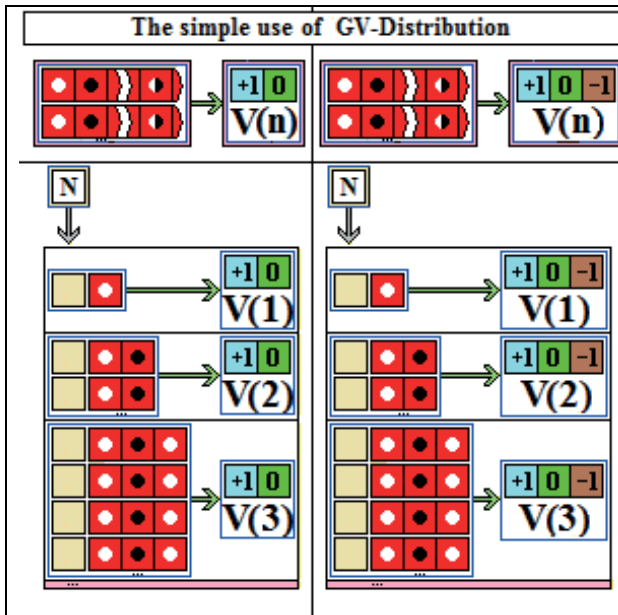 The simple use of GV-Distribution
+1 0
V(n)
+1 0 −1
V(n)
...
...
N
N
+1 0
V(1)
+1 0 −1
V(1)
+1 0
V(2)
+1 0 −1
V(2)
...
...
+1 0
V(3)
+1 0 −1
V(3)
...
...
...
...